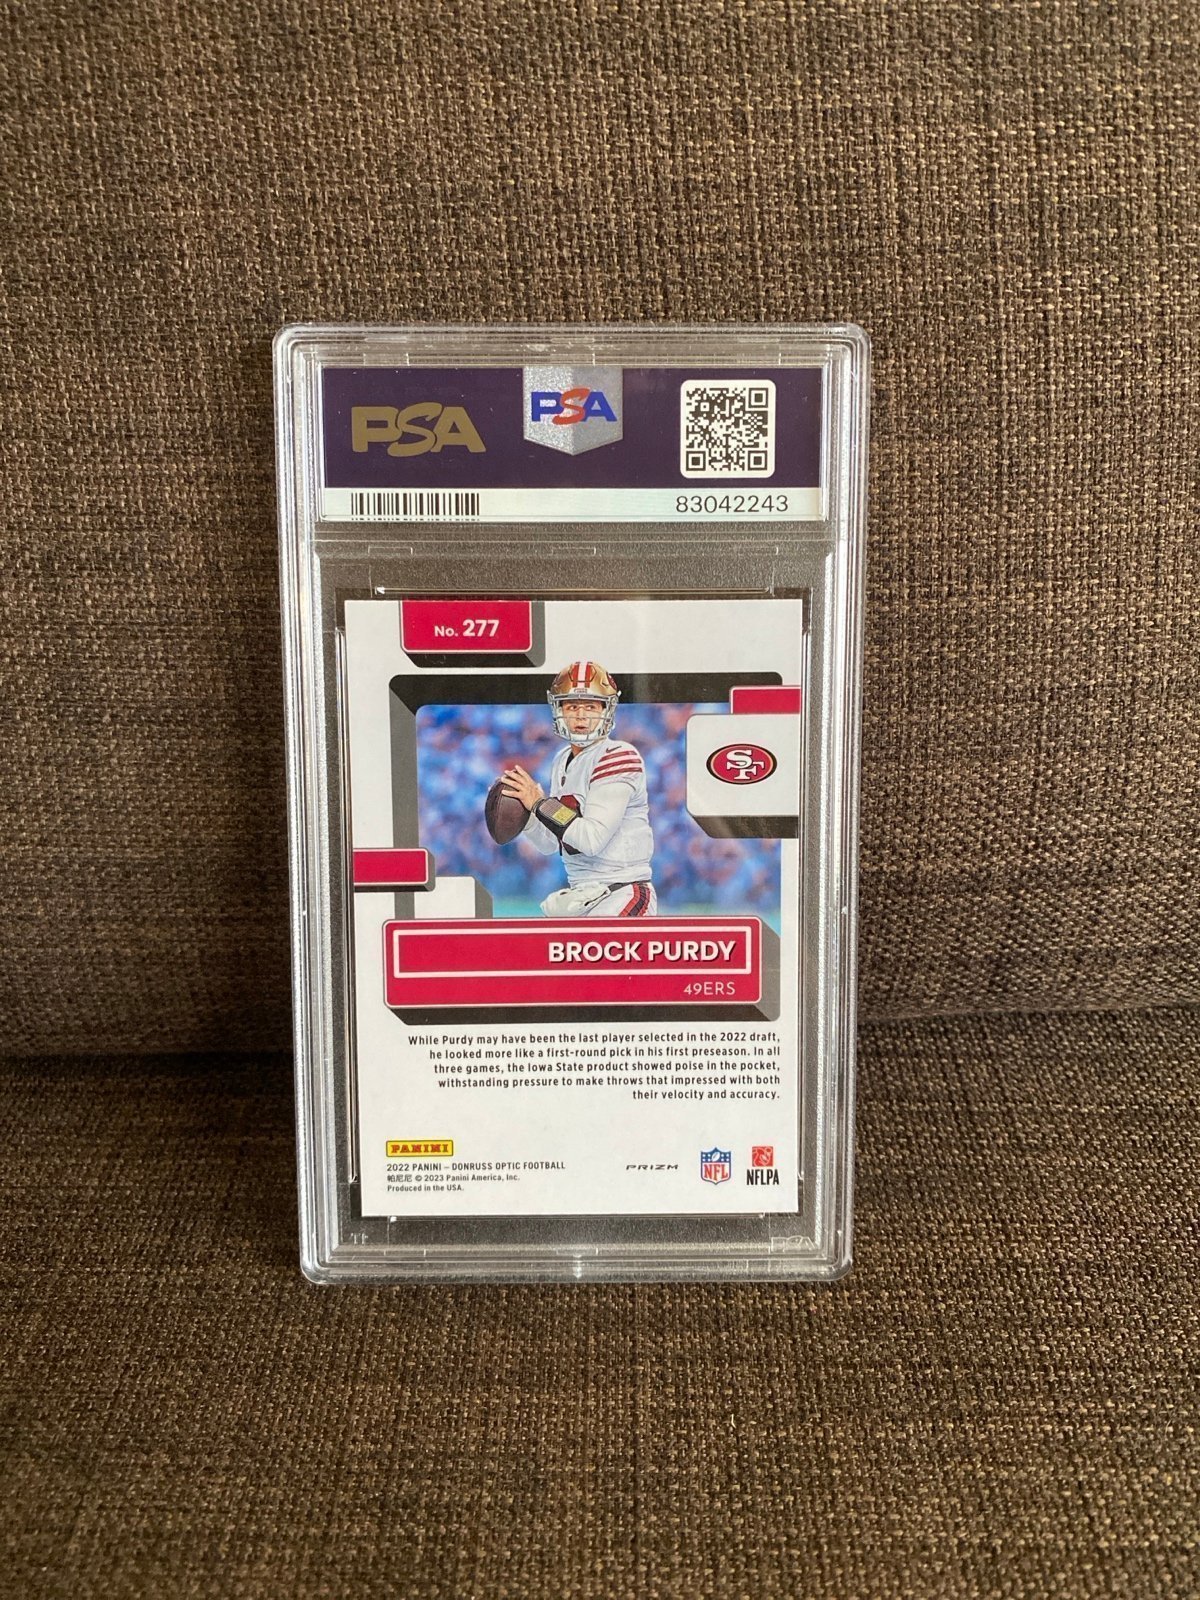 PSA
PSA
83042243
No. 277
SF
BROCK PURDY
49ERS
While Purdy may have been the last player selected in the 2022 draft,
he looked more like a first-round pick in his first preseason. In all
three games, the Iowa State product showed poise in the pocket,
withstanding pressure to make throws that impressed with both
their velocity and accuracy.
PANINI
2022 PANINI – DONRUSS OPTIC FOOTBALL
帕尼尼 © 2023 Panini America, Inc.
Produced in the USA.
PRIZM
NFL
NFLPA
PSA